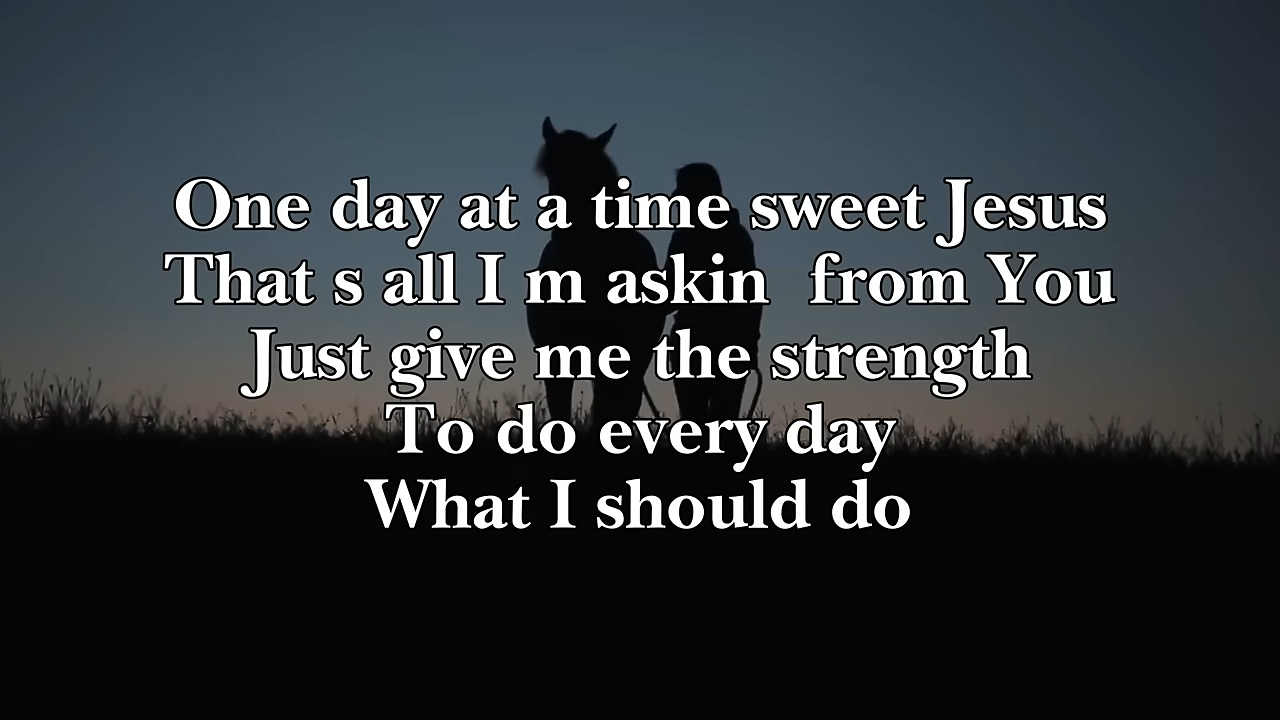 One day at a time sweet Jesus
That s all I m askin  from You
Just give me the strength
To do every day
What I should do